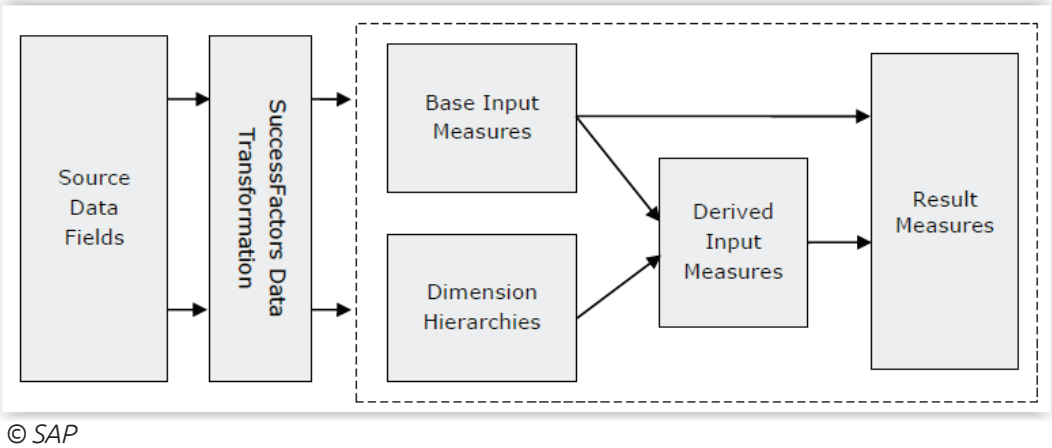 Source
Data
Fields
SuccessFactors Data
Transformation
Base Input
Measures
Dimension
Hierarchies
Derived
Input
Measures
Result
Measures
© SAP